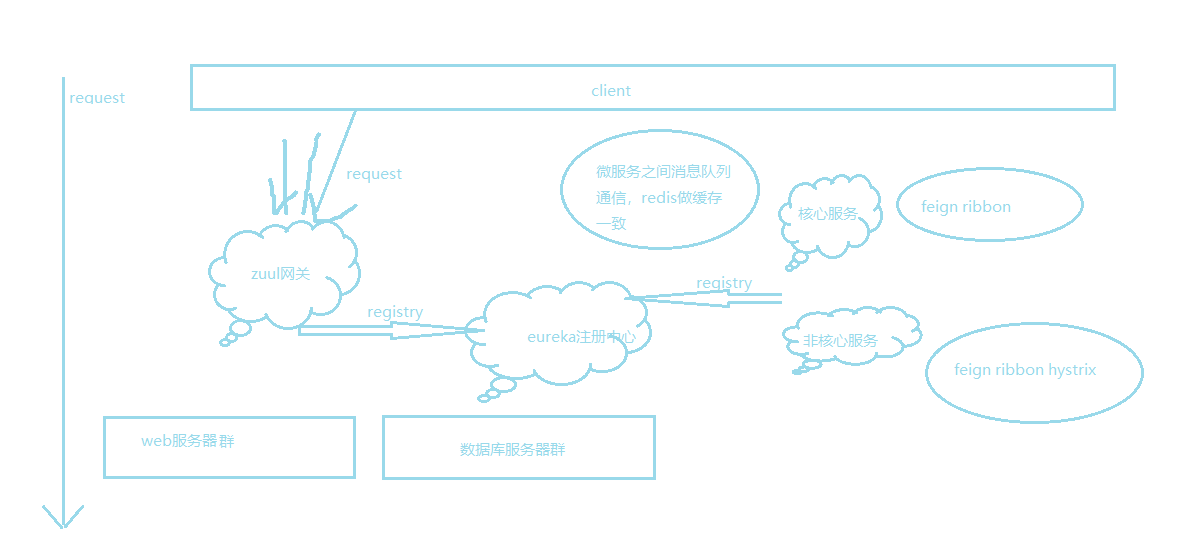 client
request
request
微服务之间消息队列
通信，redis做缓存
一致
核心服务
feign ribbon
zuul网关
registry
registry
eureka注册中心
非核心服务
feign ribbon hystrix
web服务器群
数据库服务器群